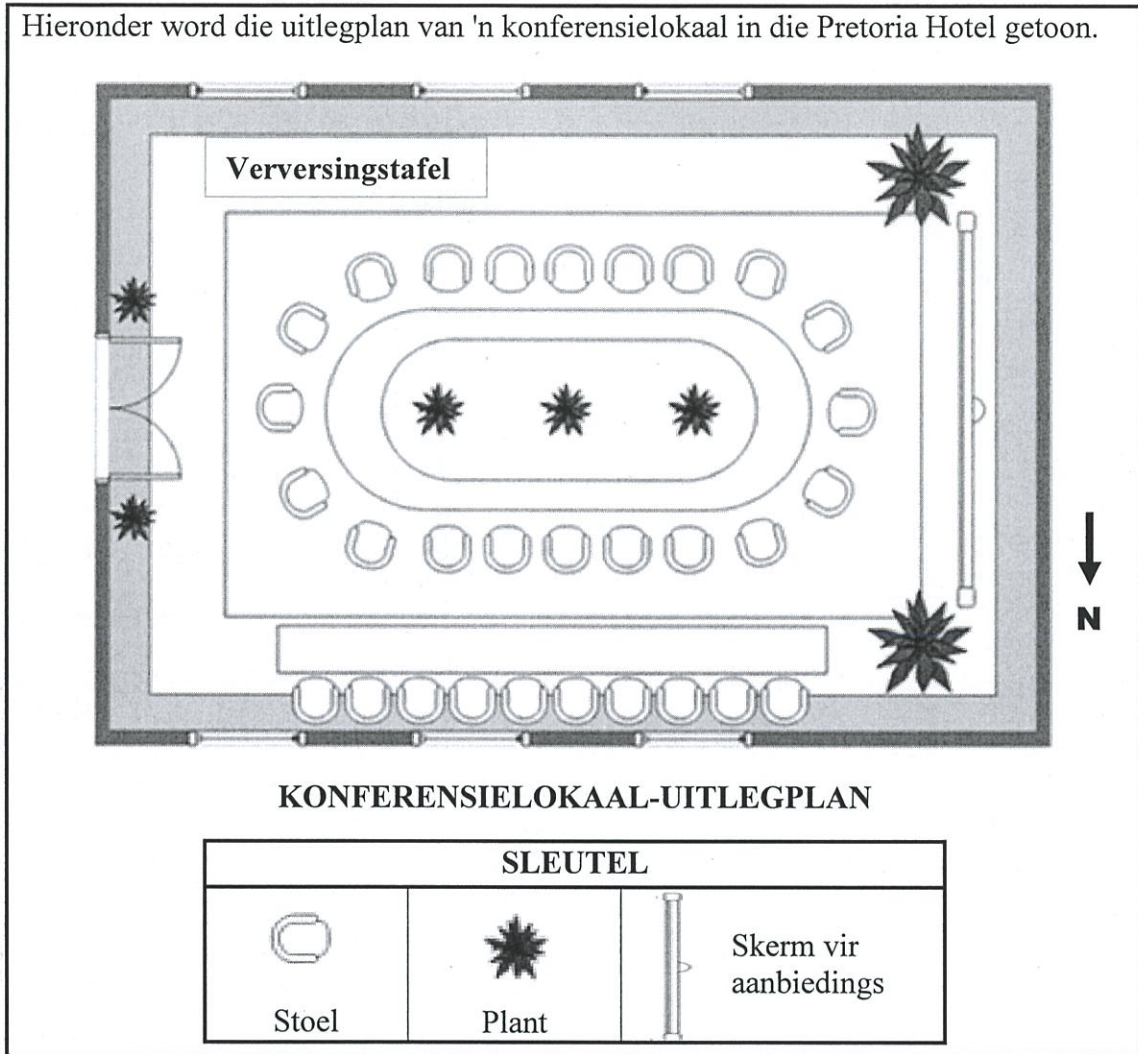 Hieronder word die uitlegplan van 'n konferensielokaal in die Pretoria Hotel getoon.
Verversingstafel
N
KONFERENSIELOKAAL-UITLEGPLAN
SLEUTEL
Stoel
Plant
Skerm vir
aanbiedings